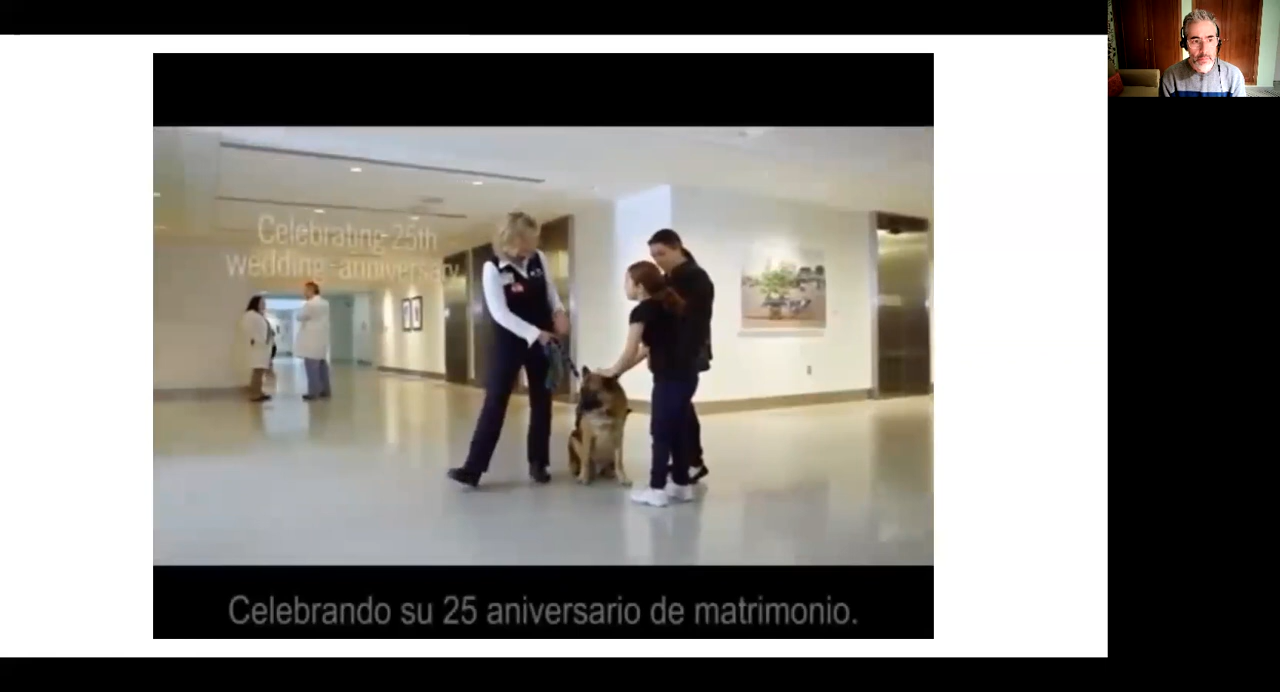 Celebrating 25th
wedding anniversary
Celebrando su 25 aniversario de matrimonio.